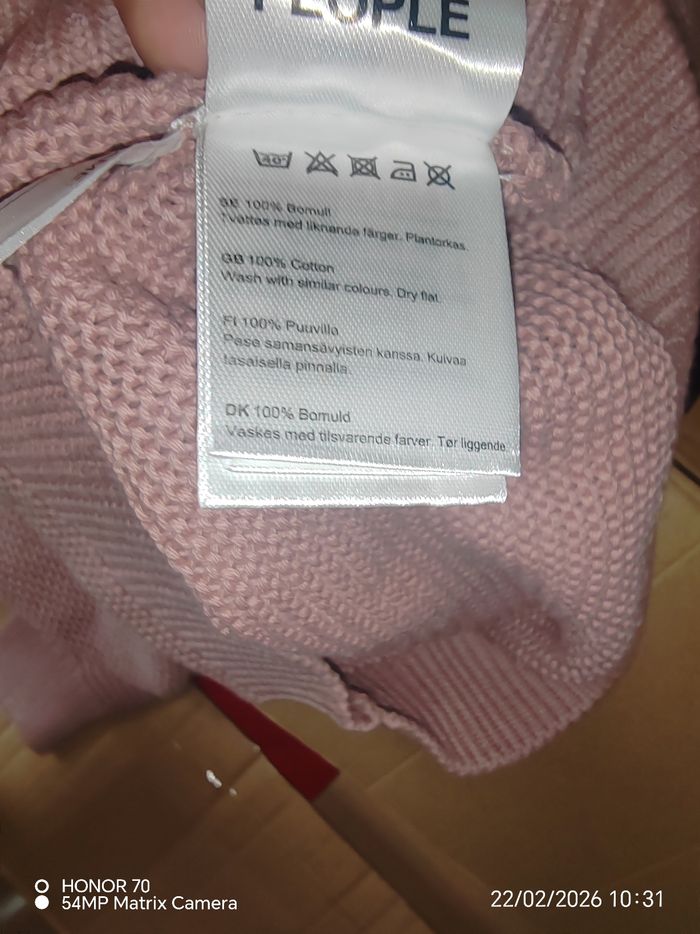 PEOPLE
40°
SE 100% Bomull
Tvättas med liknande färger. Plantorkas.
GB 100% Cotton
Wash with similar colours. Dry flat.
FI 100% Puuvilla
Pese samansävyisten kanssa. Kuivaa
tasaisella pinnalla.
DK 100% Bomuld
Vaskes med tilsvarende farver. Tør liggende.
HONOR 70
54MP Matrix Camera
22/02/2026 10:31